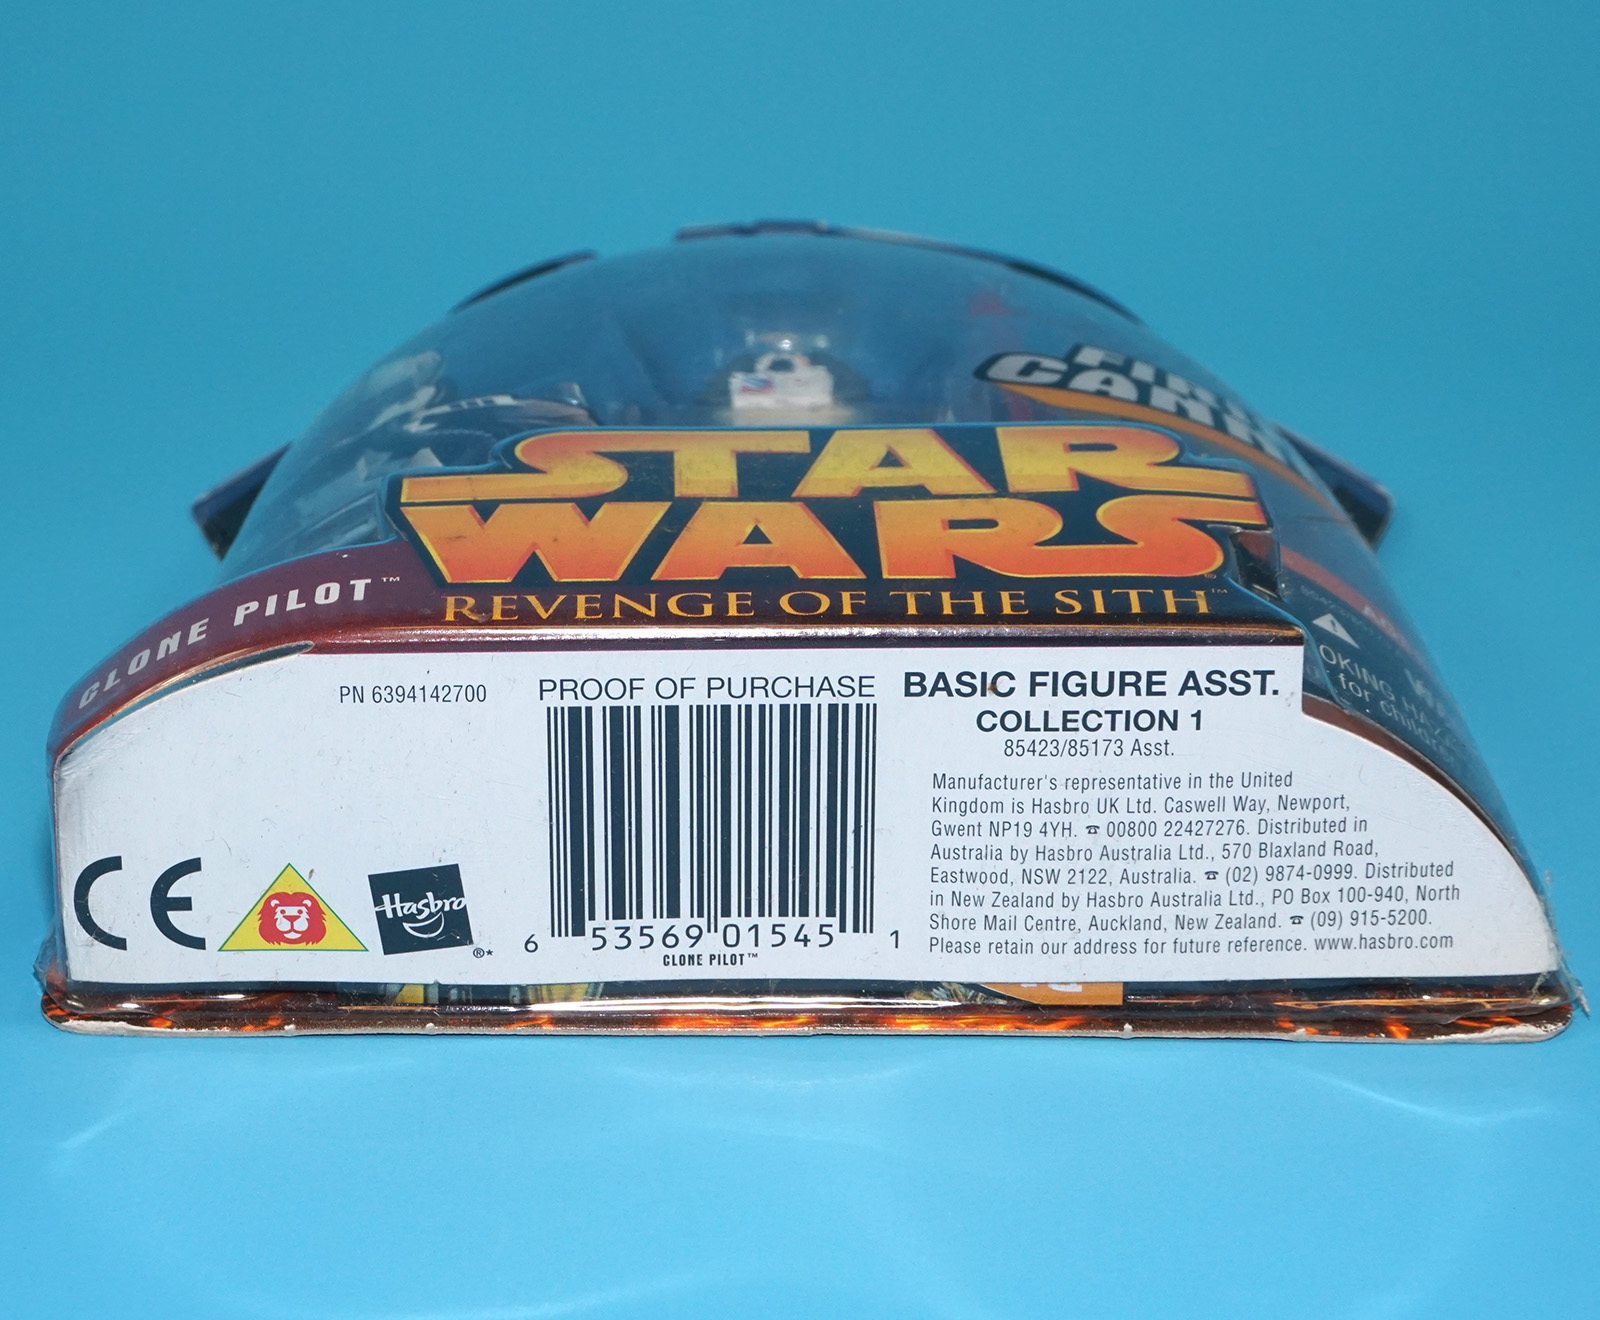 STAR
WARS
REVENGE OF THE SITH™
CLONE PILOT™
PN 6394142700
PROOF OF PURCHASE
6 53569 01545 1
CLONE PILOT™
CE
Hasbro
®*
BASIC FIGURE ASST.
COLLECTION 1
85423/85173 Asst.
Manufacturer's representative in the United
Kingdom is Hasbro UK Ltd. Caswell Way, Newport,
Gwent NP19 4YH. ☎ 00800 22427276. Distributed in
Australia by Hasbro Australia Ltd., 570 Blaxland Road,
Eastwood, NSW 2122, Australia. ☎ (02) 9874-0999. Distributed
in New Zealand by Hasbro Australia Ltd., PO Box 100-940, North
Shore Mail Centre, Auckland, New Zealand. ☎ (09) 915-5200.
Please retain our address for future reference. www.hasbro.com
for